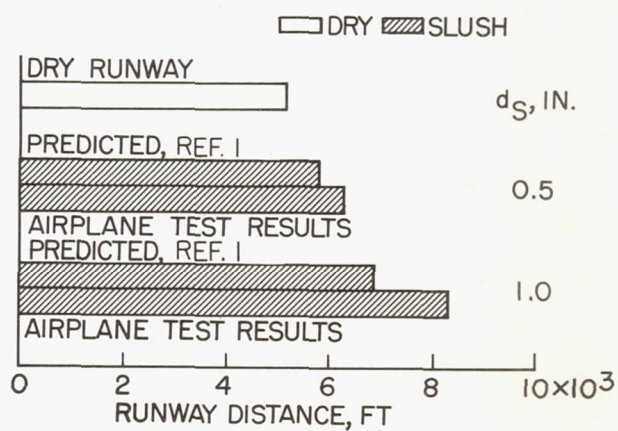 DRY SLUSH
DRY RUNWAY
d_S, IN.
PREDICTED, REF. 1
0.5
AIRPLANE TEST RESULTS
PREDICTED, REF. 1
1.0
AIRPLANE TEST RESULTS
0 2 4 6 8 10×10³
RUNWAY DISTANCE, FT